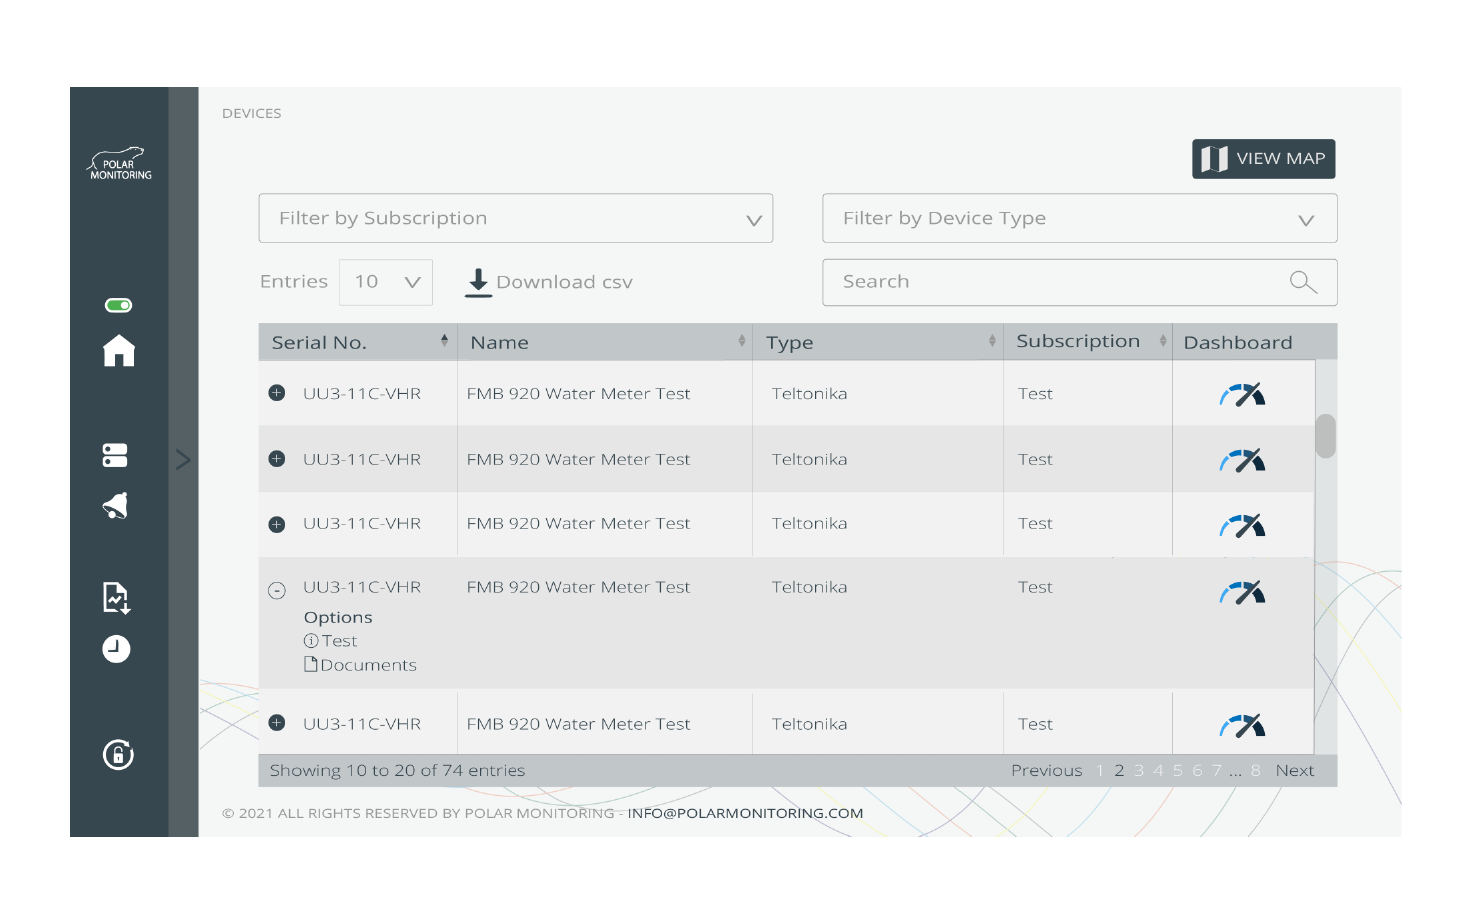 DEVICES
POLAR
MONITORING
VIEW MAP
Filter by Subscription
Filter by Device Type
Entries 10 Download csv
Search
Serial No. Name Type Subscription Dashboard
UU3-11C-VHR FMB 920 Water Meter Test Teltonika Test
UU3-11C-VHR FMB 920 Water Meter Test Teltonika Test
UU3-11C-VHR FMB 920 Water Meter Test Teltonika Test
UU3-11C-VHR FMB 920 Water Meter Test Teltonika Test
Options
Test
Documents
UU3-11C-VHR FMB 920 Water Meter Test Teltonika Test
Showing 10 to 20 of 74 entries Previous 1 2 3 4 5 6 7 ... 8 Next
© 2021 ALL RIGHTS RESERVED BY POLAR MONITORING - INFO@POLARMONITORING.COM